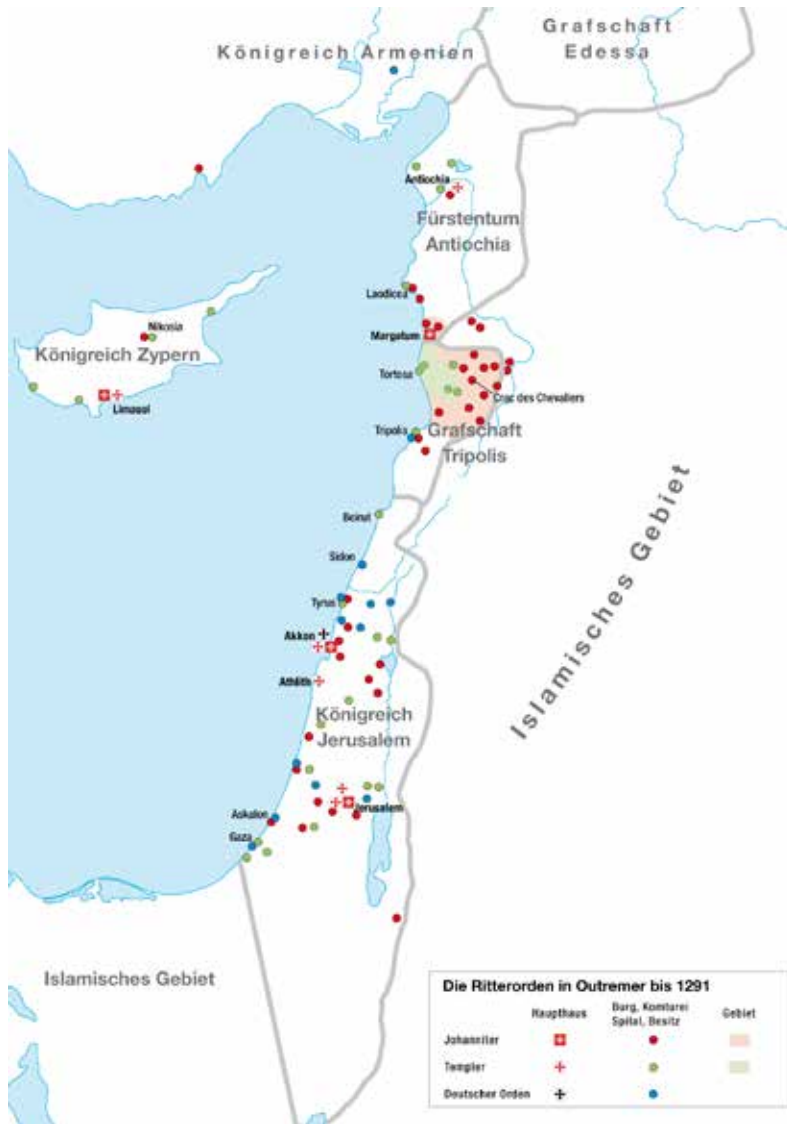 Grafschaft
Edessa
Königreich Armenien
Antiochia
Fürstentum
Antiochia
Laodicea
Margatum
Nikosia
Königreich Zypern
Limassol
Tortosa
Crac des Chevaliers
Tripolis
Grafschaft
Tripolis
Beirut
Sidon
Tyrus
Akkon
Athlith
Königreich
Jerusalem
Islamisches Gebiet
Jerusalem
Askalon
Gaza
Islamisches Gebiet
Die Ritterorden in Outremer bis 1291
Haupthaus
Burg, Komturei
Spital, Besitz
Gebiet
Johanniter
Templer
Deutscher Orden